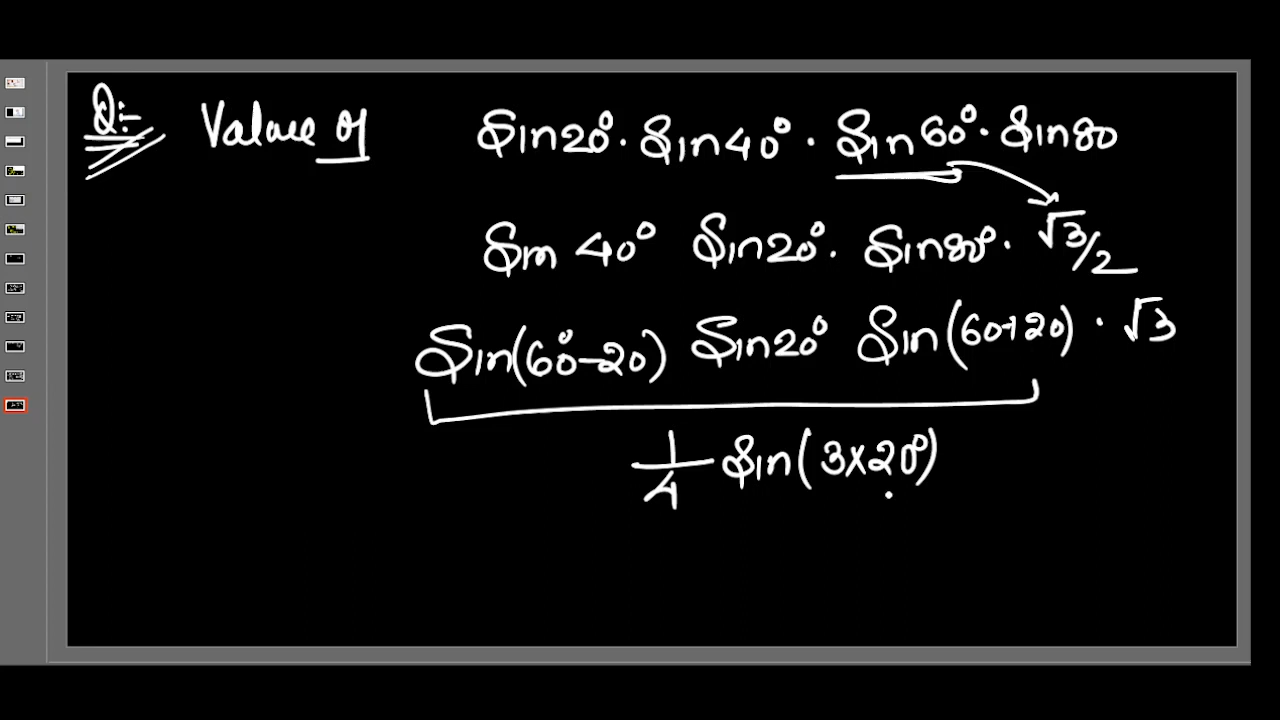 Q:- Value of Sin20°. Sin40°. Sin60°. Sin80
Sin 40° Sin20°. Sin80°. √3/2
Sin(60°-20) Sin20° Sin(60+20) · √3
1/4 Sin(3×20°)